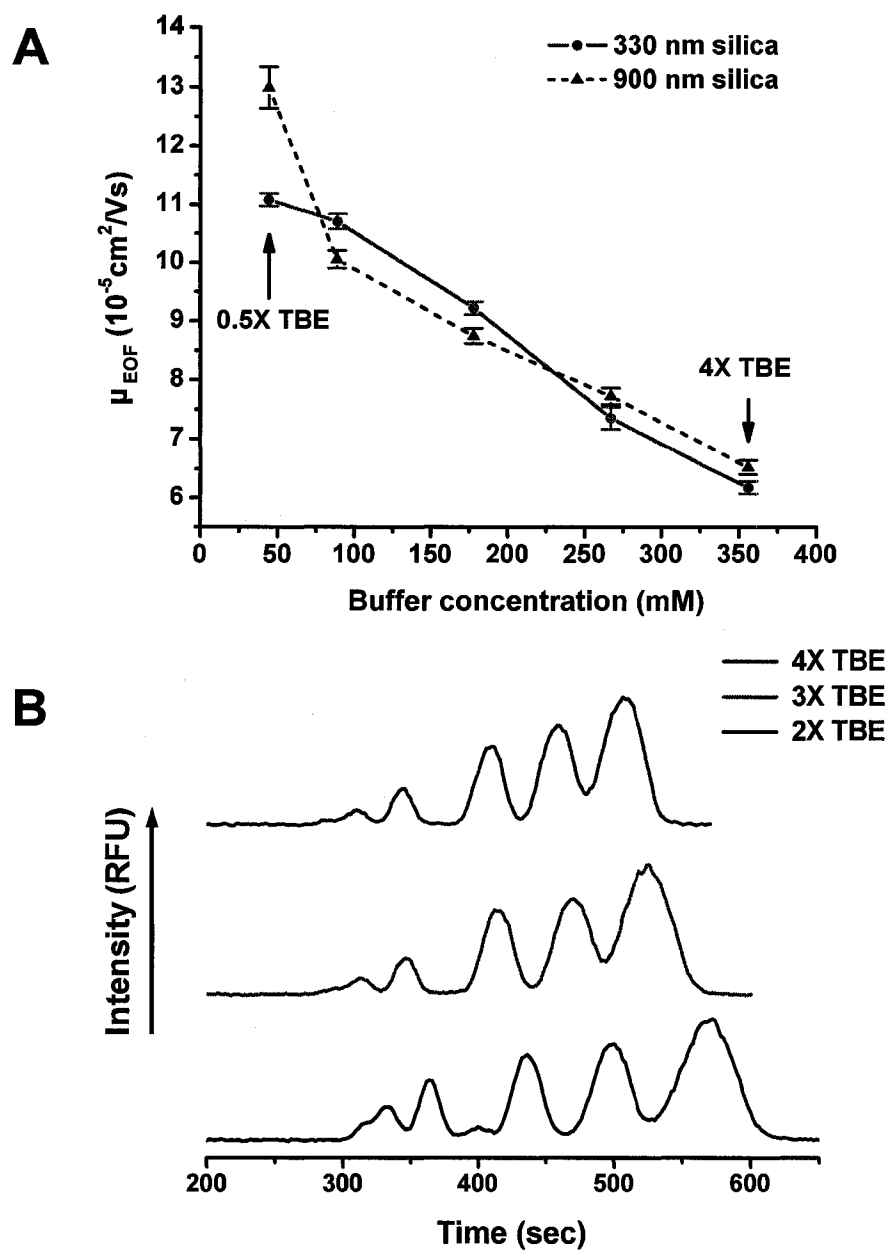 A
330 nm silica
900 nm silica
14
13
12
11
10
9
8
7
6
0.5X TBE
4X TBE
μEOF (10⁻⁵cm²/Vs)
0 50 100 150 200 250 300 350 400
Buffer concentration (mM)
B
4X TBE
3X TBE
2X TBE
Intensity (RFU)
200 300 400 500 600
Time (sec)